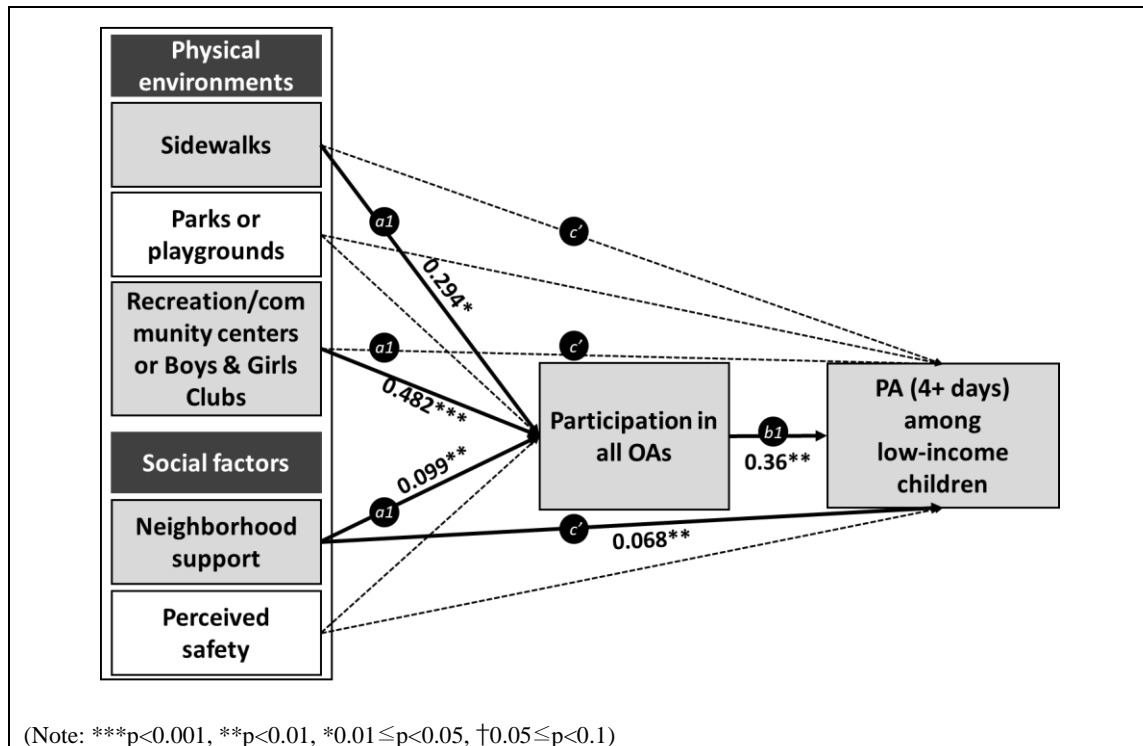 Physical
environments
Sidewalks
Parks or
playgrounds
Recreation/com
munity centers
or Boys & Girls
Clubs
Social factors
Neighborhood
support
Perceived
safety
a1
0.294*
a1
0.482***
0.099**
a1
c'
c'
c'
0.068**
Participation in
all OAs
b1
0.36**
PA (4+ days)
among
low-income
children
(Note: ***p<0.001, **p<0.01, *0.01≦p<0.05, †0.05≦p<0.1)